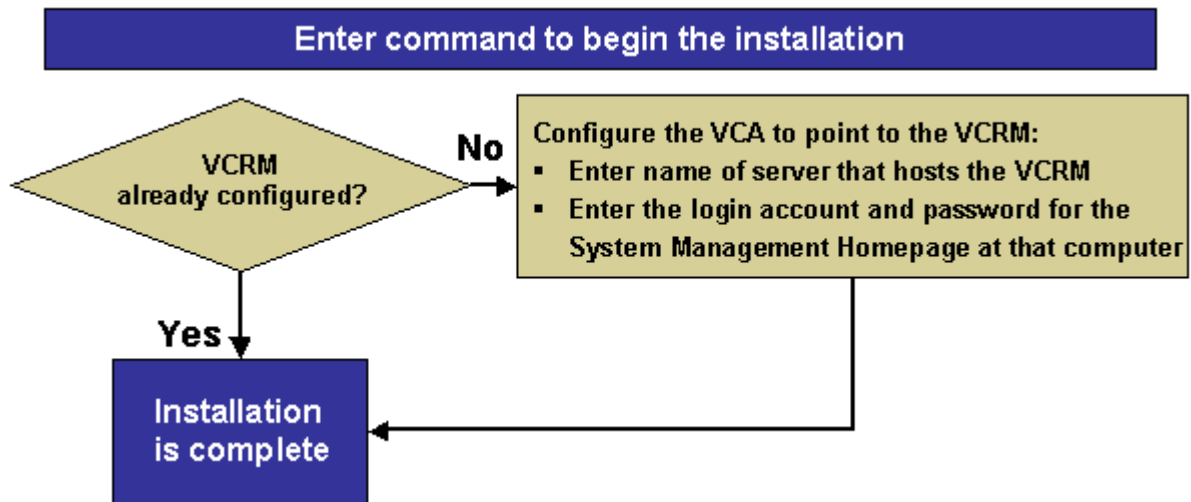 Enter command to begin the installation
VCRM
already configured?
No
Configure the VCA to point to the VCRM:
▪ Enter name of server that hosts the VCRM
▪ Enter the login account and password for the
System Management Homepage at that computer
Yes
Installation
is complete